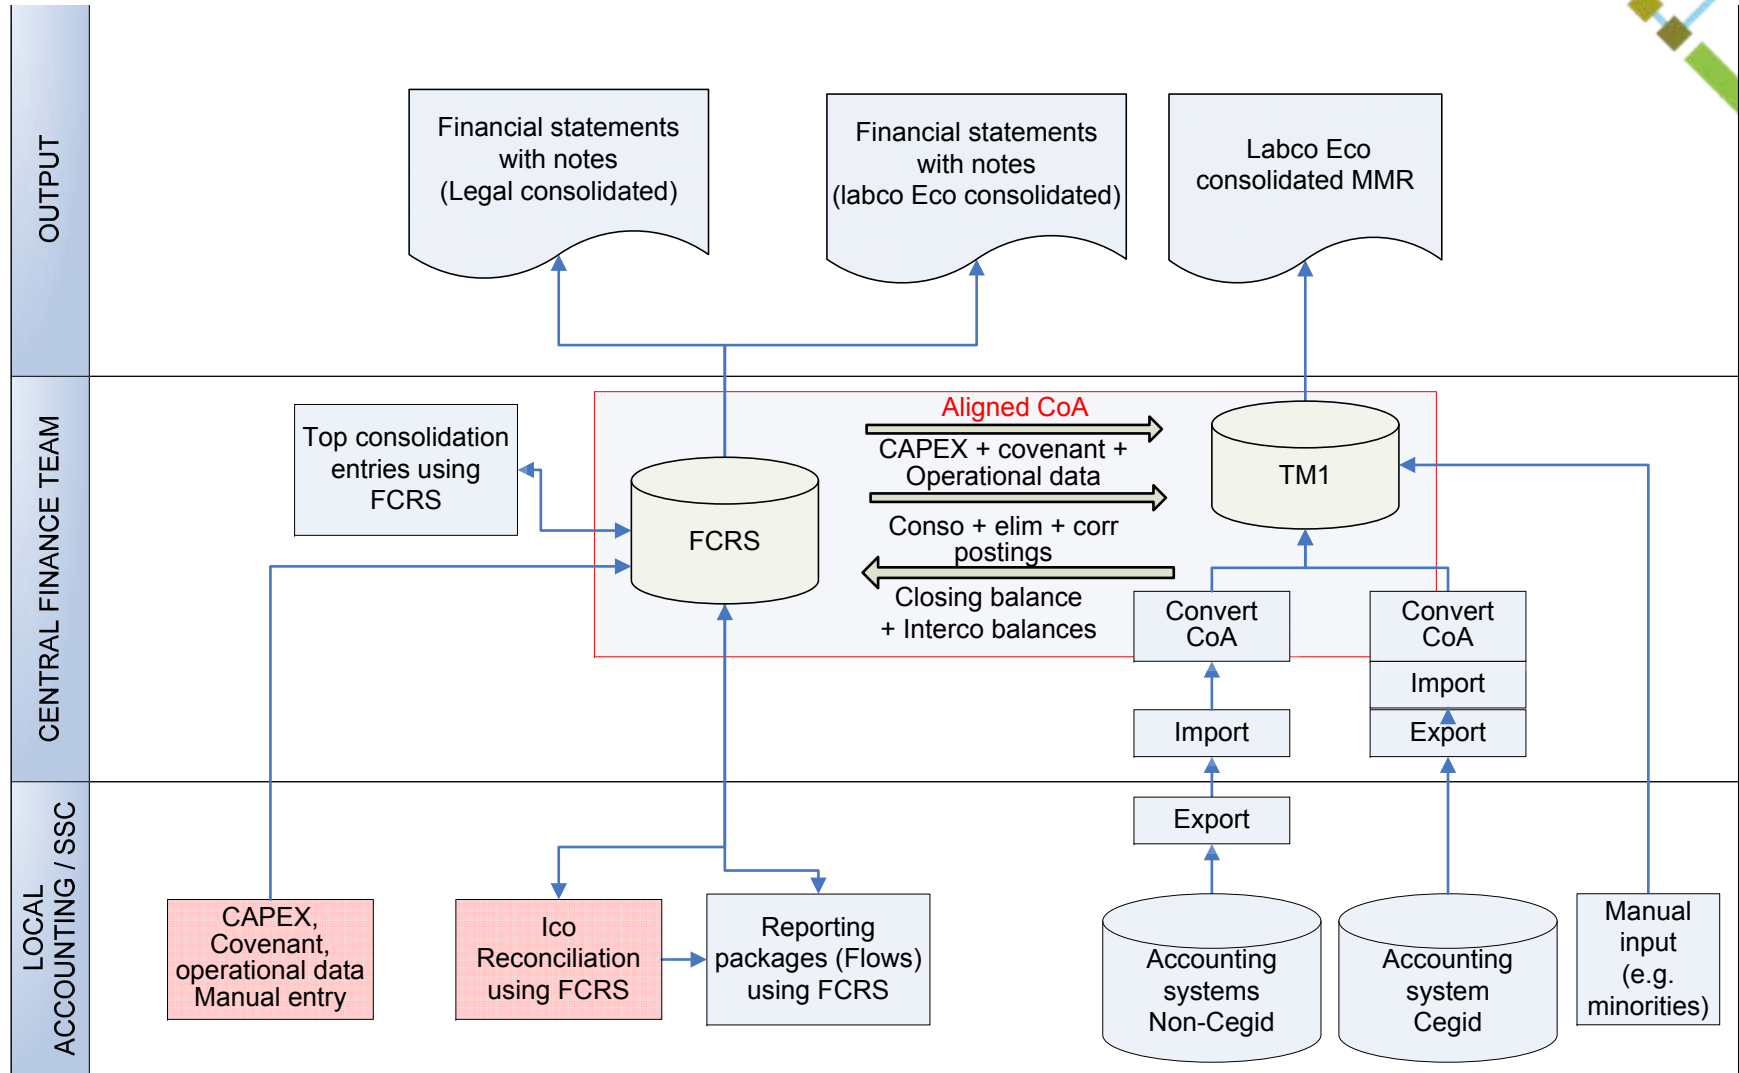 OUTPUT
Financial statements
with notes
(Legal consolidated)
Financial statements
with notes
(labco Eco consolidated)
Labco Eco
consolidated MMR
CENTRAL FINANCE TEAM
Top consolidation
entries using
FCRS
FCRS
Aligned CoA
CAPEX + covenant +
Operational data
Conso + elim + corr
postings
Closing balance
+ Interco balances
TM1
Convert
CoA
Import
Convert
CoA
Import
Export
LOCAL
ACCOUNTING / SSC
Export
CAPEX,
Covenant,
operational data
Manual entry
Ico
Reconciliation
using FCRS
Reporting
packages (Flows)
using FCRS
Accounting
systems
Non-Cegid
Accounting
system
Cegid
Manual
input
(e.g.
minorities)